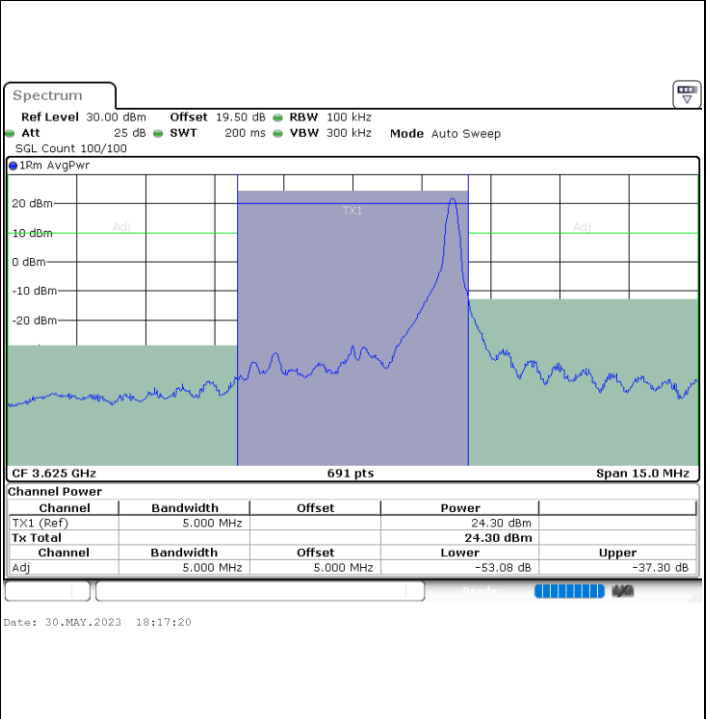 Spectrum
Ref Level 30.00 dBm Offset 19.50 dB RBW 100 kHz
Att 25 dB SWT 200 ms VBW 300 kHz Mode Auto Sweep
SGL Count 100/100
1Rm AvgPwr
20 dBm
TX1
Adj Adj
10 dBm
0 dBm
-10 dBm
-20 dBm
CF 3.625 GHz 691 pts Span 15.0 MHz
Channel Power
Channel Bandwidth Offset Power
TX1 (Ref) 5.000 MHz 24.30 dBm
Tx Total 24.30 dBm
Channel Bandwidth Offset Lower Upper
Adj 5.000 MHz 5.000 MHz -53.08 dB -37.30 dB
Ready
Date: 30.MAY.2023 18:17:20